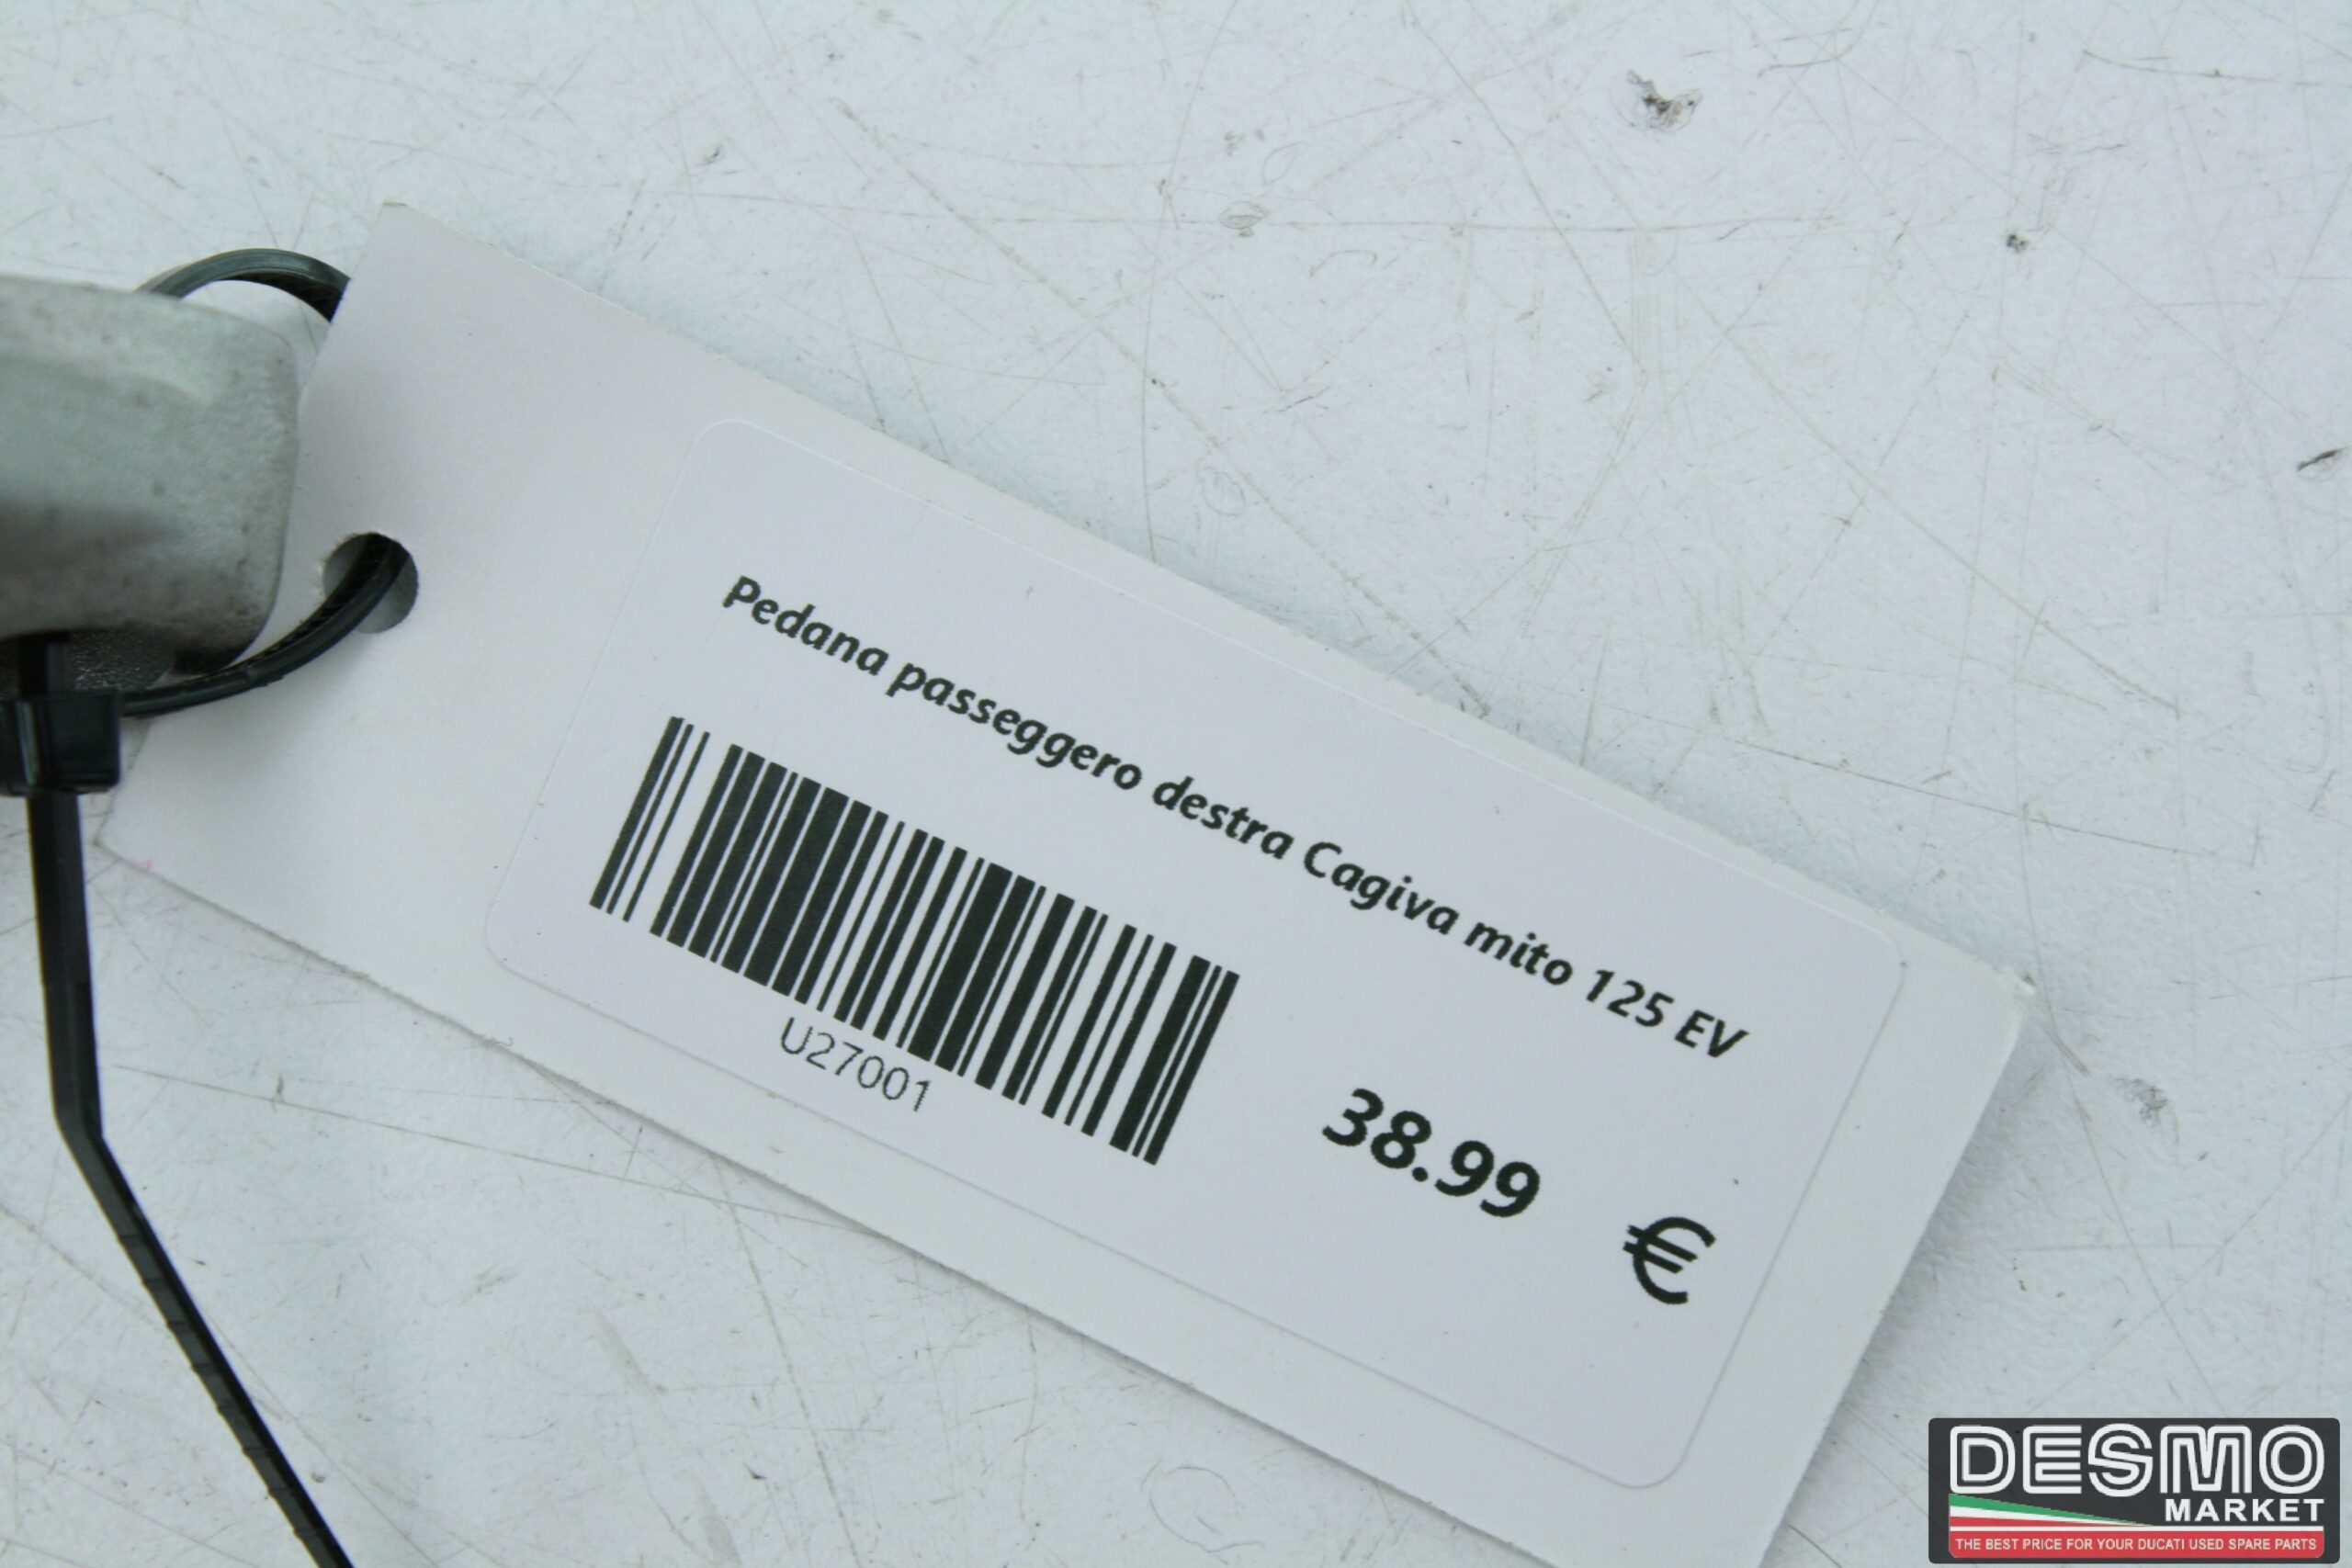 Pedana passeggero destra Cagiva mito 125 EV
U27001
38.99 €
DESMO
MARKET
THE BEST PRICE FOR YOUR DUCATI USED SPARE PARTS